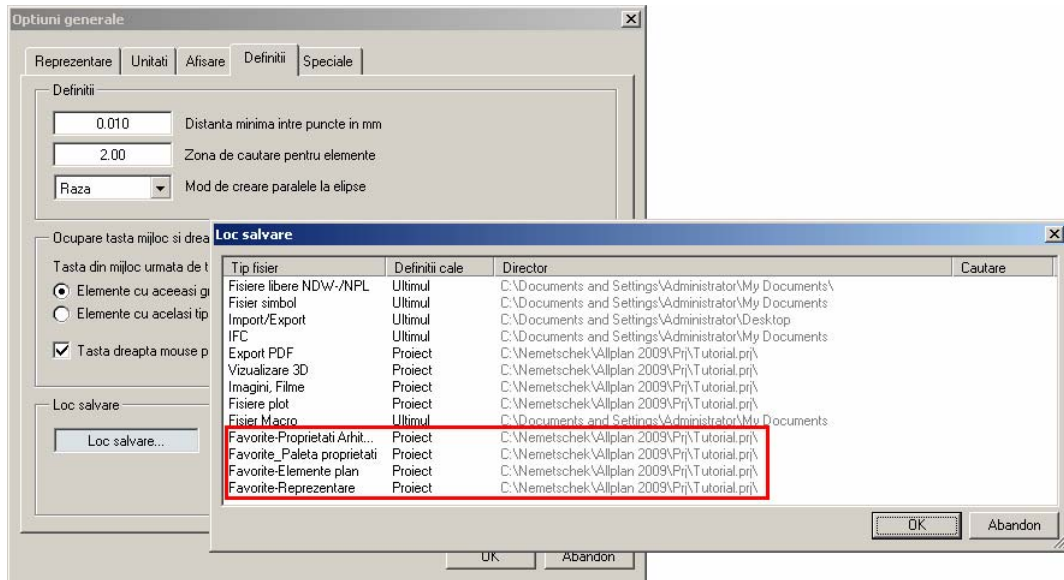 Optiuni generale
Reprezentare Unitati Afisare Definitii Speciale
Definitii
0.010 Distanta minima intre puncte in mm
2.00 Zona de cautare pentru elemente
Raza Mod de creare paralele la elipse
Ocupare tasta mijloc si drea
Tasta din mijloc urmata de t
Elemente cu aceeasi g
Elemente cu acelasi tip
Tasta dreapta mouse p
Loc salvare
Loc salvare...
OK Abandon
Loc salvare
Tip fisier Definitii cale Director Cautare
Fisiere libere NDW-/NPL Ultimul C:\Documents and Settings\Administrator\My Documents\
Fisier simbol Ultimul C:\Documents and Settings\Administrator\My Documents
Import/Export Ultimul C:\Documents and Settings\Administrator\Desktop
IFC Ultimul C:\Documents and Settings\Administrator\My Documents
Export PDF Proiect C:\Nemetschek\Allplan 2009\Prj\Tutorial.prj\
Vizualizare 3D Proiect C:\Nemetschek\Allplan 2009\Prj\Tutorial.prj\
Imagini, Filme Proiect C:\Nemetschek\Allplan 2009\Prj\Tutorial.prj\
Fisiere plot Proiect C:\Nemetschek\Allplan 2009\Prj\Tutorial.prj\
Fisier Macro Ultimul C:\Documents and Settings\Administrator\My Documents
Favorite-Proprietati Arhit... Proiect C:\Nemetschek\Allplan 2009\Prj\Tutorial.prj\
Favorite_Paleta proprietati Proiect C:\Nemetschek\Allplan 2009\Prj\Tutorial.prj\
Favorite-Elemente plan Proiect C:\Nemetschek\Allplan 2009\Prj\Tutorial.prj\
Favorite-Reprezentare Proiect C:\Nemetschek\Allplan 2009\Prj\Tutorial.prj\
OK Abandon